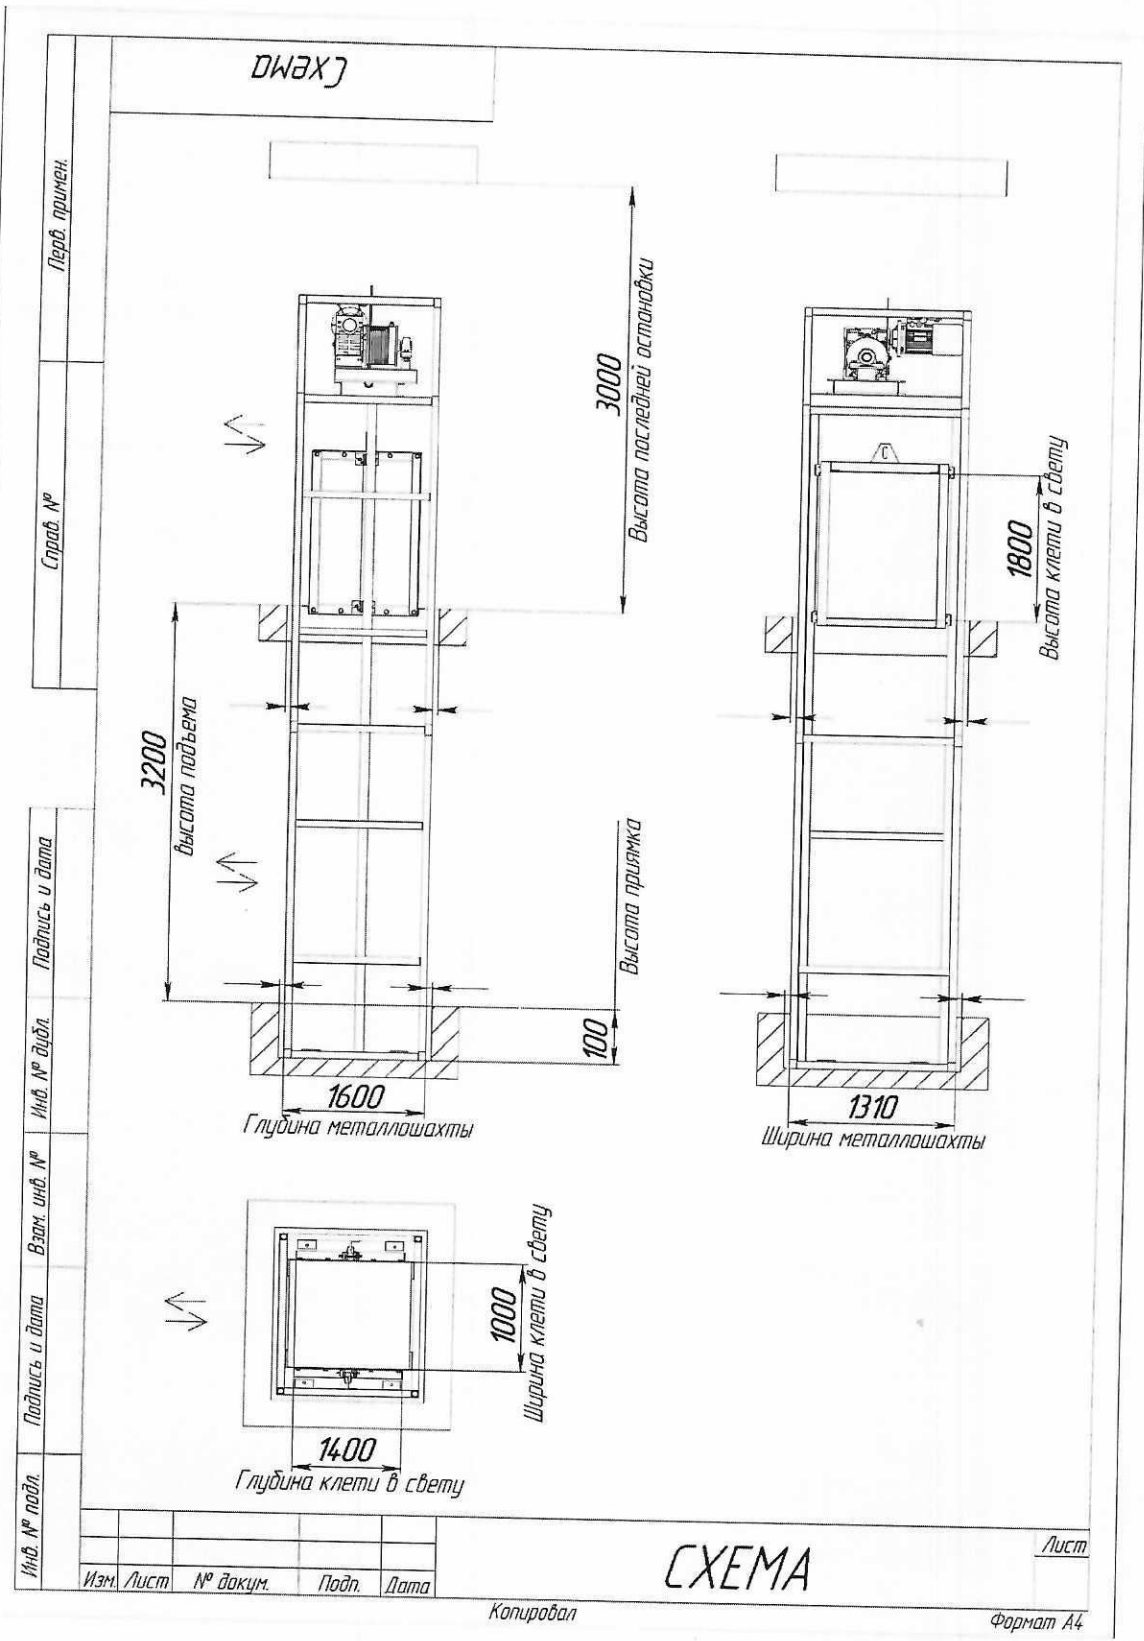 Схема
Перв. примен.
Справ. №
Подпись и дата
Инв. № дубл.
Взам. инв. №
Подпись и дата
Инв. № подл.
3000
Высота последней остановки
С
1800
Высота клети в свету
3200
высота подъема
Высота приямка
100
1600
Глубина металлошахты
1310
Ширина металлошахты
1000
Ширина клети в свету
1400
Глубина клети в свету
Изм. Лист № докум. Подп. Дата
СХЕМА
Лист
Копировал
Формат А4